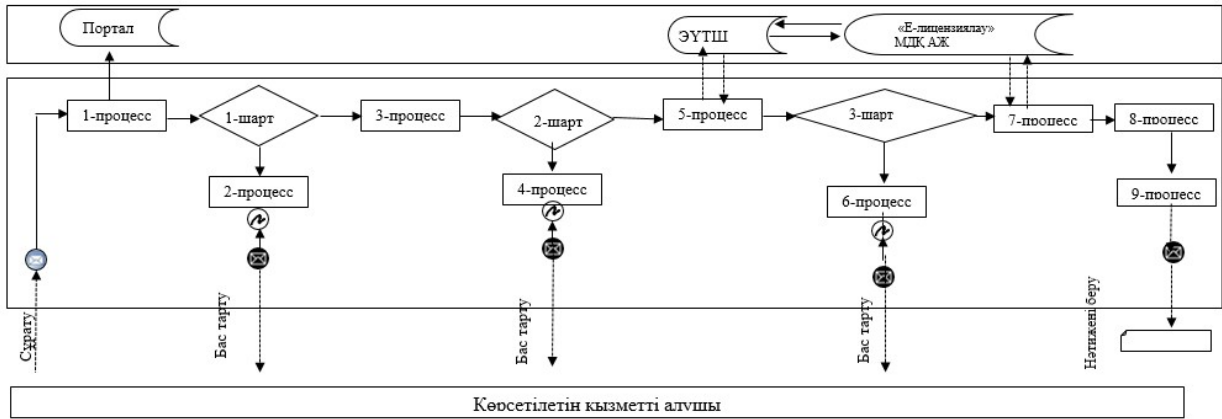 Портал
ЭҮТШ
«Е-лицензиялау»
МДҚ АЖ
1-процесс
1-шарт
3-процесс
2-шарт
5-процесс
3-шарт
7-процесс
8-процесс
2-процесс
4-процесс
6-процесс
9-процесс
Сұрату
Бас тарту
Бас тарту
Бас тарту
Нәтижені беру
Көрсетілетін қызметті алушы